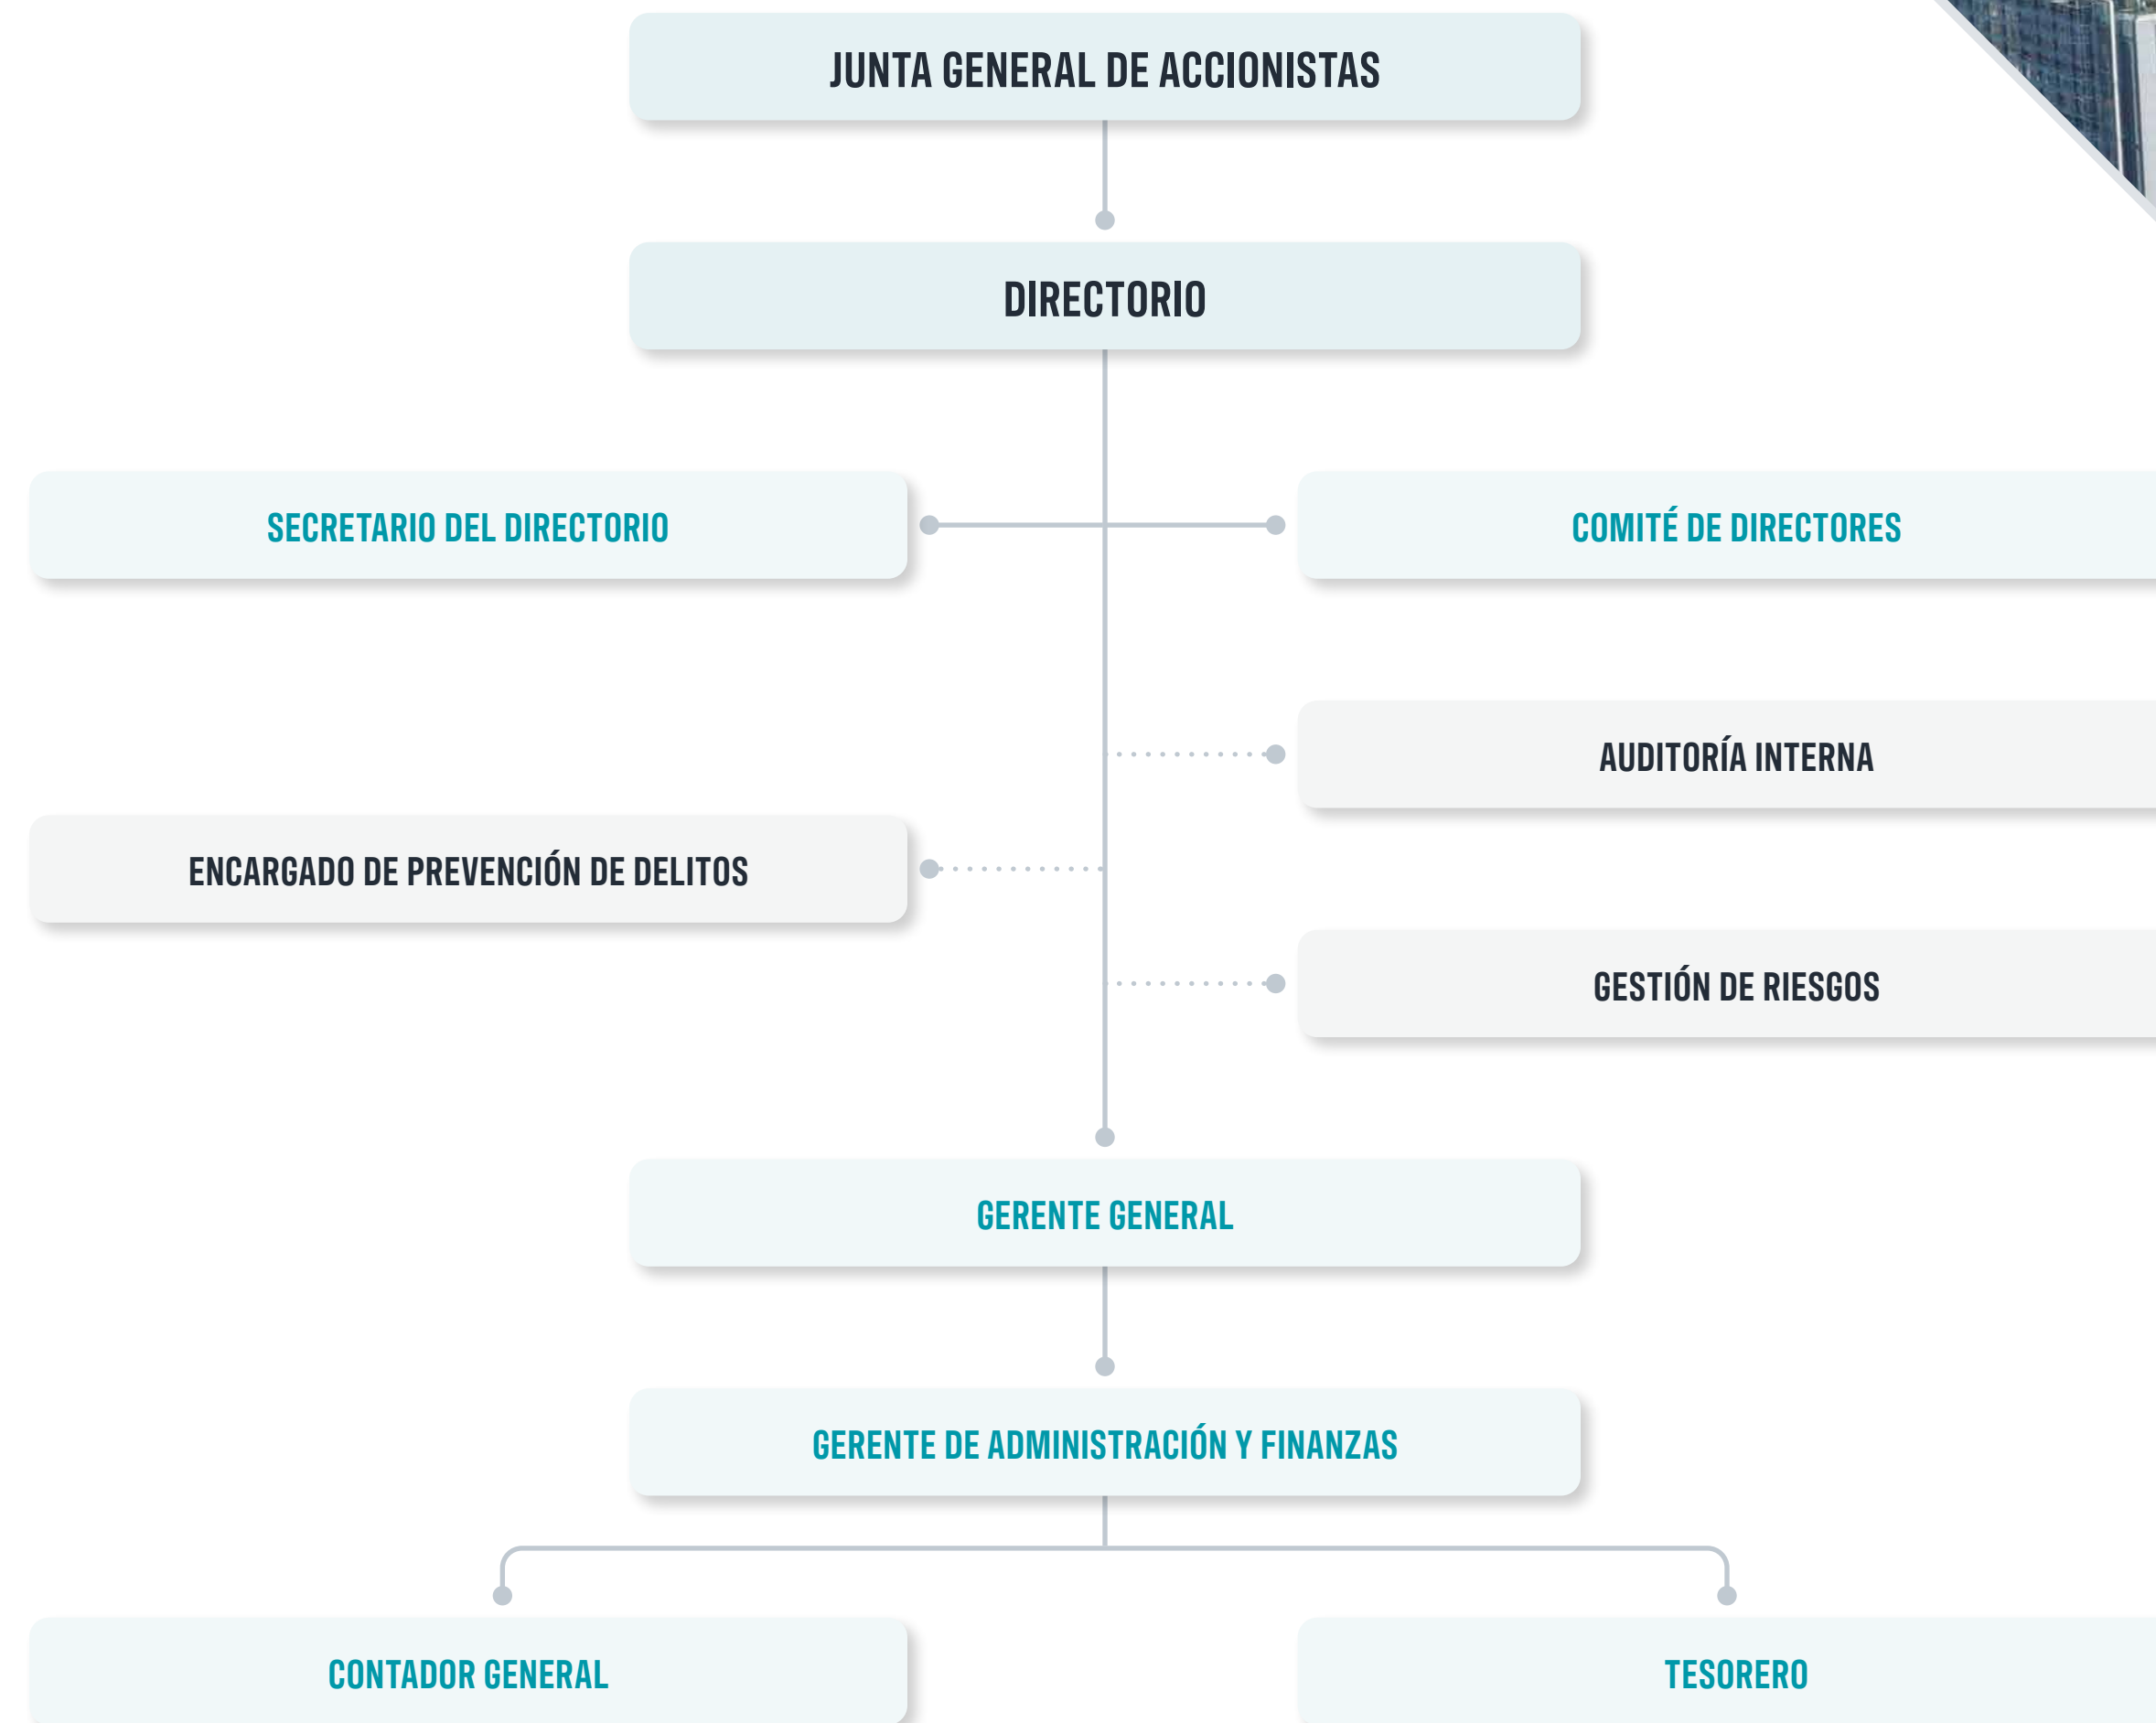 JUNTA GENERAL DE ACCIONISTAS
DIRECTORIO
SECRETARIO DEL DIRECTORIO
COMITÉ DE DIRECTORES
AUDITORÍA INTERNA
ENCARGADO DE PREVENCIÓN DE DELITOS
GESTIÓN DE RIESGOS
GERENTE GENERAL
GERENTE DE ADMINISTRACIÓN Y FINANZAS
CONTADOR GENERAL
TESORERO